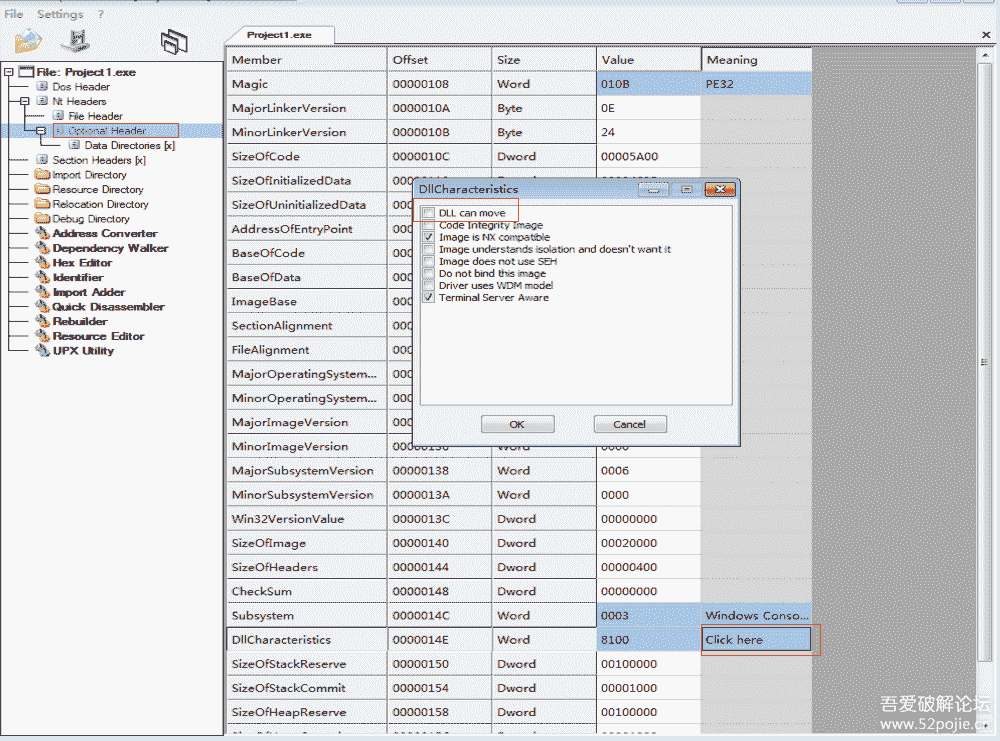 File Settings ?
Project1.exe
File: Project1.exe
Dos Header
Nt Headers
File Header
Optional Header
Data Directories [x]
Section Headers [x]
Import Directory
Resource Directory
Relocation Directory
Debug Directory
Address Converter
Dependency Walker
Hex Editor
Identifier
Import Adder
Quick Disassembler
Rebuilder
Resource Editor
UPX Utility
Member Offset Size Value Meaning
Magic 00000108 Word 010B PE32
MajorLinkerVersion 0000010A Byte 0E
MinorLinkerVersion 0000010B Byte 24
SizeOfCode 0000010C Dword 00005A00
SizeOfInitializedData
SizeOfUninitializedData
AddressOfEntryPoint
BaseOfCode
BaseOfData
ImageBase
SectionAlignment
FileAlignment
MajorOperatingSystem...
MinorOperatingSystem...
MajorImageVersion
MinorImageVersion
MajorSubsystemVersion 00000138 Word 0006
MinorSubsystemVersion 0000013A Word 0000
Win32VersionValue 0000013C Dword 00000000
SizeOfImage 00000140 Dword 00020000
SizeOfHeaders 00000144 Dword 00000400
CheckSum 00000148 Dword 00000000
Subsystem 0000014C Word 0003 Windows Conso...
DllCharacteristics 0000014E Word 8100 Click here
SizeOfStackReserve 00000150 Dword 00100000
SizeOfStackCommit 00000154 Dword 00001000
SizeOfHeapReserve 00000158 Dword 00100000
DllCharacteristics
DLL can move
Code Integrity Image
Image is NX compatible
Image understands isolation and doesn't want it
Image does not use SEH
Do not bind this image
Driver uses WDM model
Terminal Server Aware
OK Cancel
吾爱破解论坛